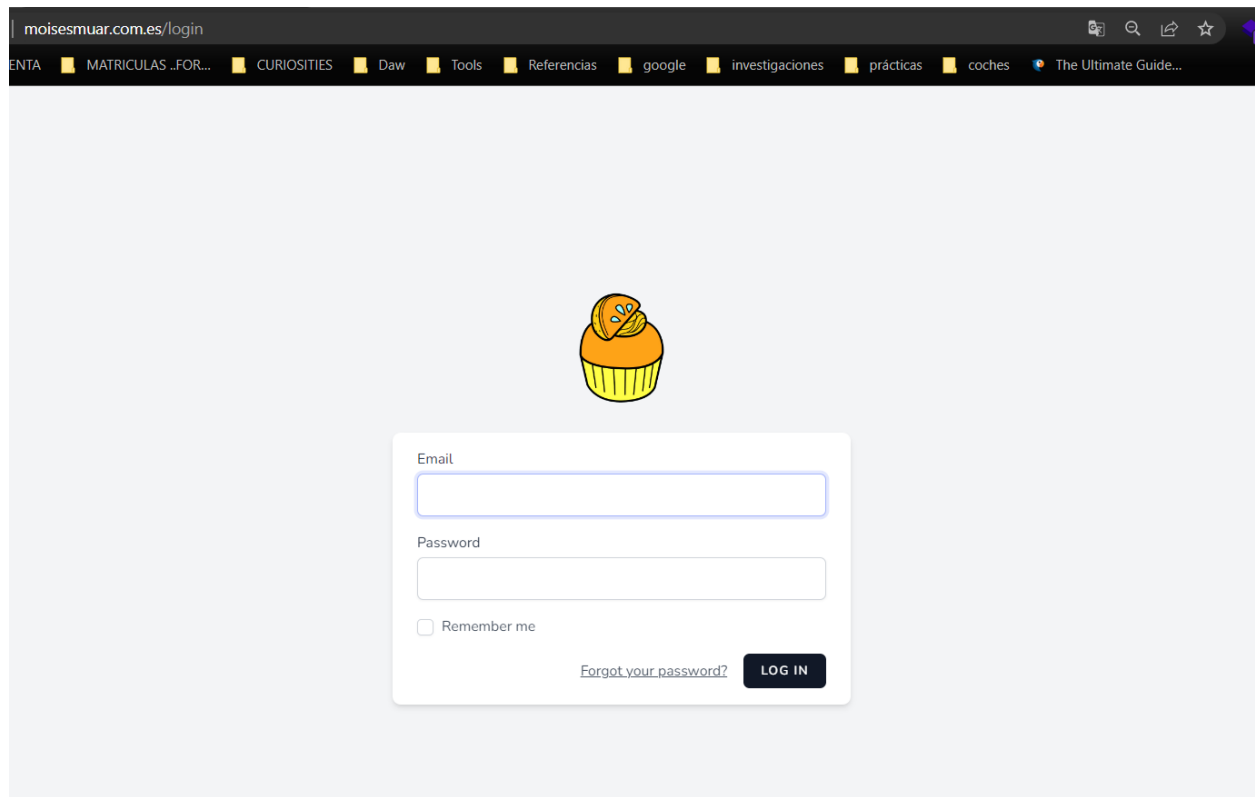 moisesmuar.com.es/login
ENTA MATRICULAS ..FOR... CURIOSITIES Daw Tools Referencias google investigaciones prácticas coches The Ultimate Guide...
Email
Password
Remember me
Forgot your password? LOG IN